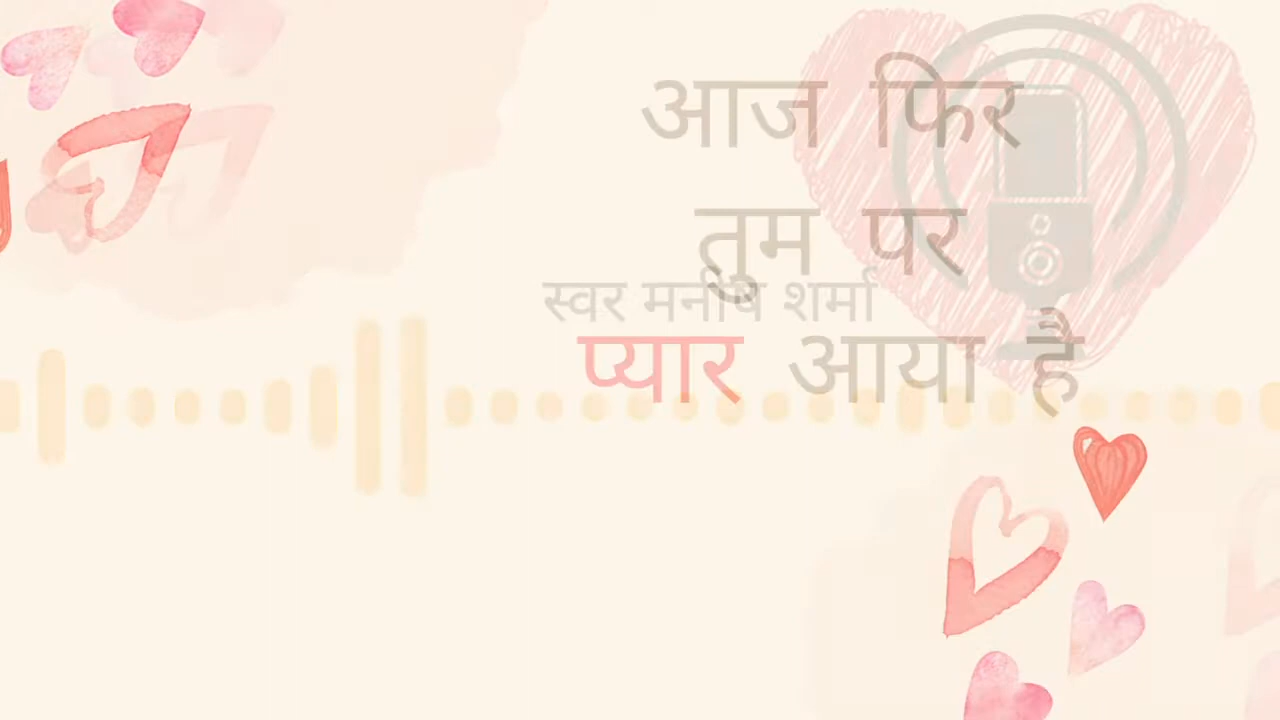 आज फिर
तुम पर
स्वर मनीष शर्मा
प्यार आया है